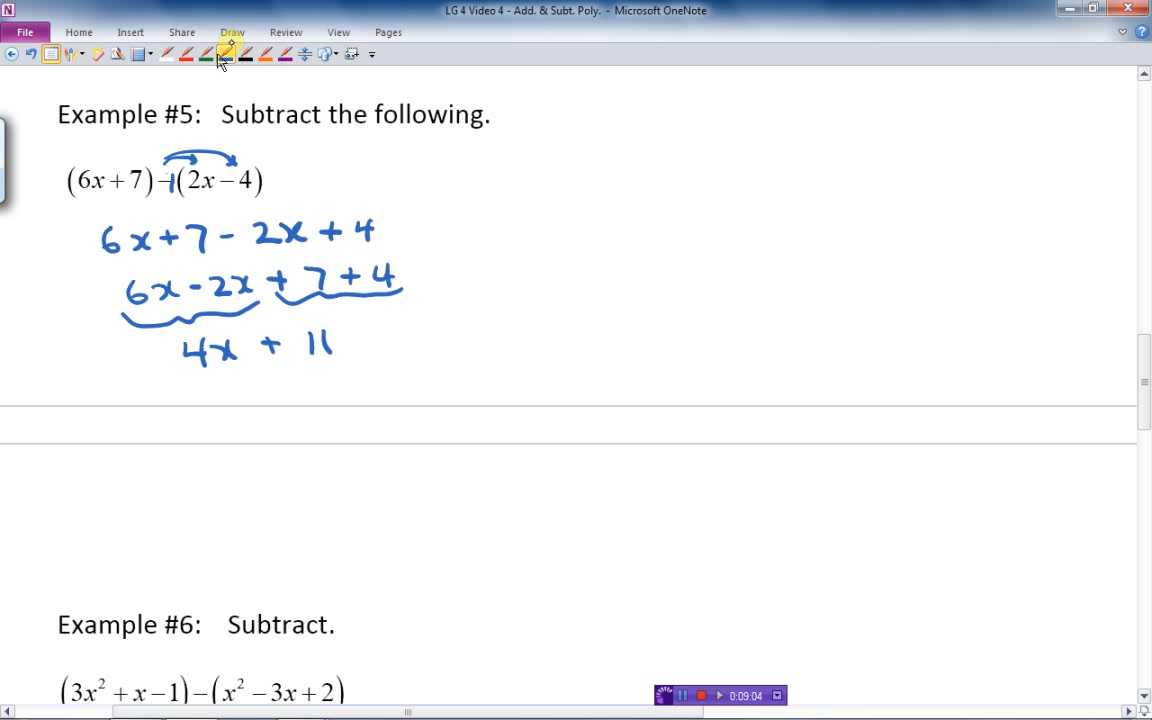 LG 4 Video 4 - Add. & Subt. Poly. - Microsoft OneNote
File Home Insert Share Draw Review View Pages
Example #5: Subtract the following.
(6x + 7) - 1(2x - 4)
6x + 7 - 2x + 4
6x - 2x + 7 + 4
4x + 11
Example #6: Subtract.
(3x² + x - 1) - (x² - 3x + 2)
0:09:04